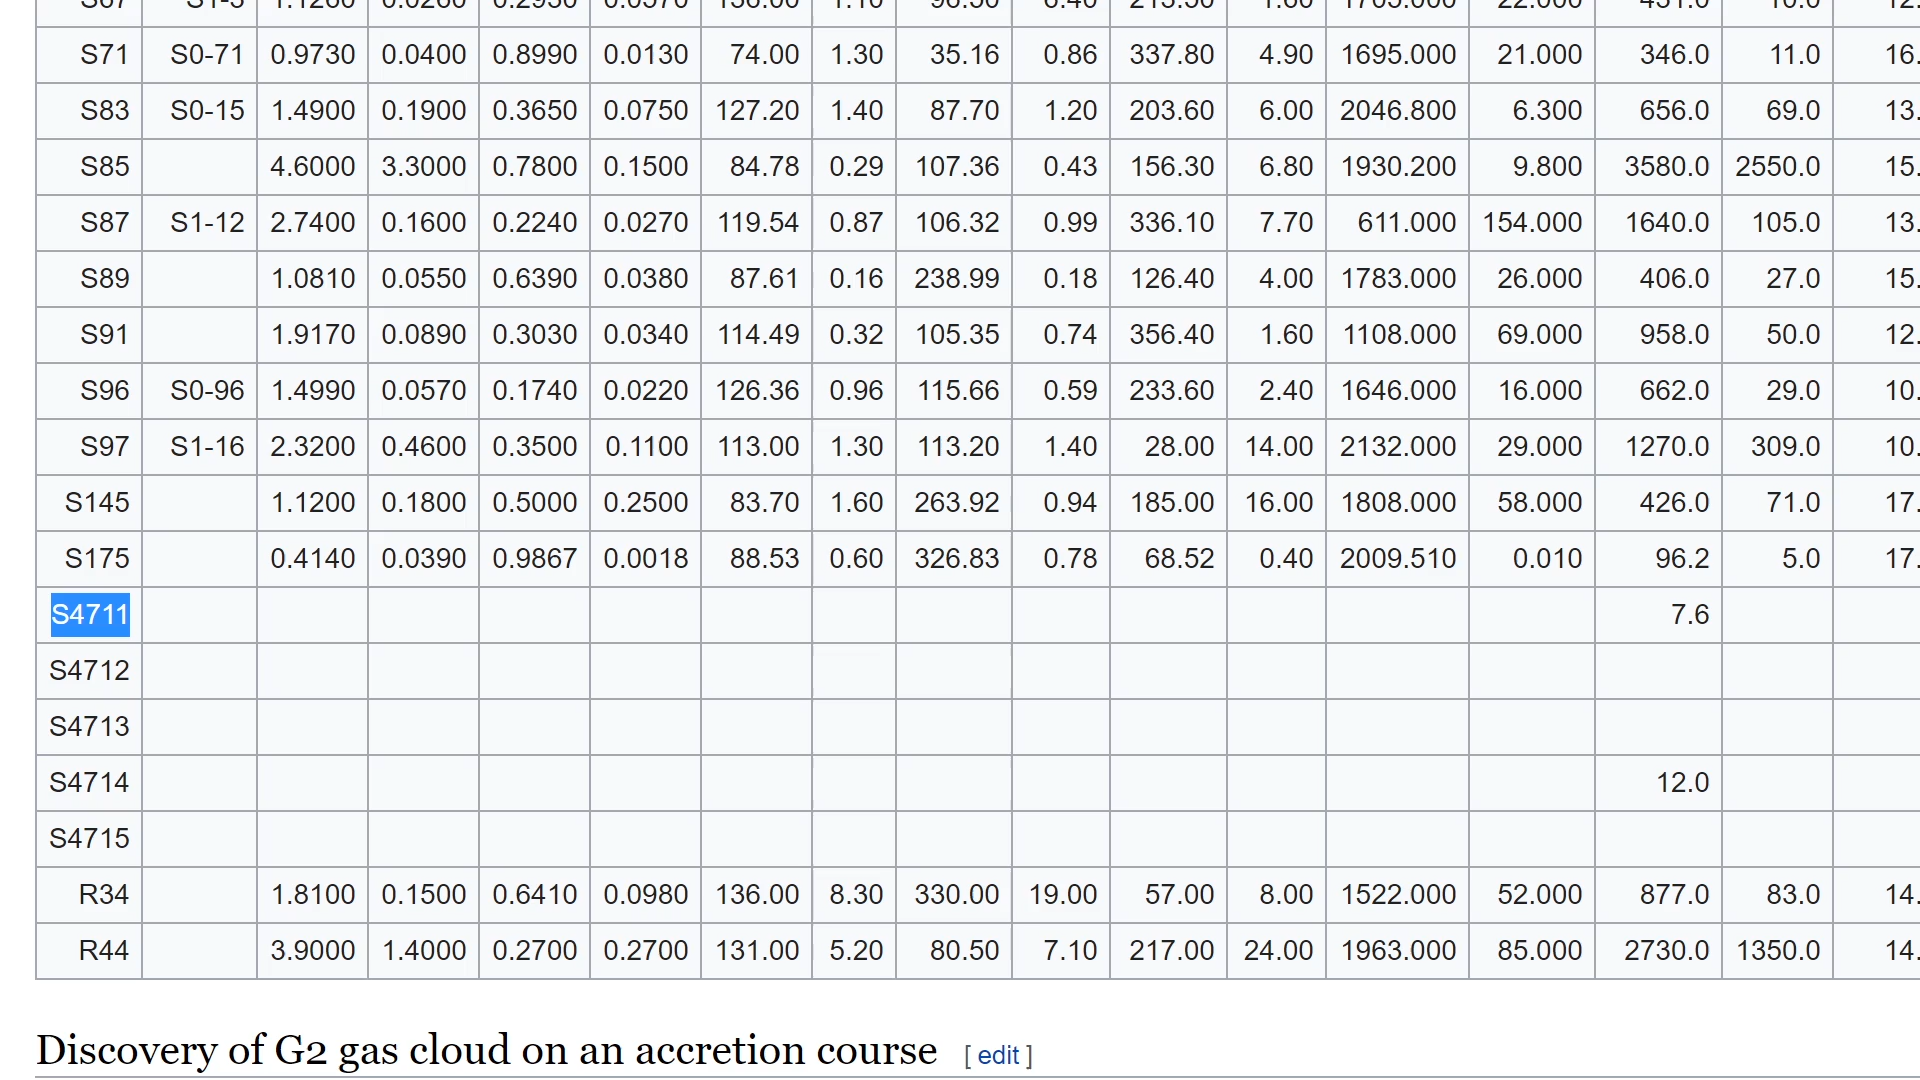 S71 S0-71 0.9730 0.0400 0.8990 0.0130 74.00 1.30 35.16 0.86 337.80 4.90 1695.000 21.000 346.0 11.0 16.
S83 S0-15 1.4900 0.1900 0.3650 0.0750 127.20 1.40 87.70 1.20 203.60 6.00 2046.800 6.300 656.0 69.0 13.
S85 4.6000 3.3000 0.7800 0.1500 84.78 0.29 107.36 0.43 156.30 6.80 1930.200 9.800 3580.0 2550.0 15.
S87 S1-12 2.7400 0.1600 0.2240 0.0270 119.54 0.87 106.32 0.99 336.10 7.70 611.000 154.000 1640.0 105.0 13.
S89 1.0810 0.0550 0.6390 0.0380 87.61 0.16 238.99 0.18 126.40 4.00 1783.000 26.000 406.0 27.0 15.
S91 1.9170 0.0890 0.3030 0.0340 114.49 0.32 105.35 0.74 356.40 1.60 1108.000 69.000 958.0 50.0 12.
S96 S0-96 1.4990 0.0570 0.1740 0.0220 126.36 0.96 115.66 0.59 233.60 2.40 1646.000 16.000 662.0 29.0 10.
S97 S1-16 2.3200 0.4600 0.3500 0.1100 113.00 1.30 113.20 1.40 28.00 14.00 2132.000 29.000 1270.0 309.0 10.
S145 1.1200 0.1800 0.5000 0.2500 83.70 1.60 263.92 0.94 185.00 16.00 1808.000 58.000 426.0 71.0 17.
S175 0.4140 0.0390 0.9867 0.0018 88.53 0.60 326.83 0.78 68.52 0.40 2009.510 0.010 96.2 5.0 17.
S4711 7.6
S4712
S4713
S4714 12.0
S4715
R34 1.8100 0.1500 0.6410 0.0980 136.00 8.30 330.00 19.00 57.00 8.00 1522.000 52.000 877.0 83.0 14.
R44 3.9000 1.4000 0.2700 0.2700 131.00 5.20 80.50 7.10 217.00 24.00 1963.000 85.000 2730.0 1350.0 14.
Discovery of G2 gas cloud on an accretion course [ edit ]